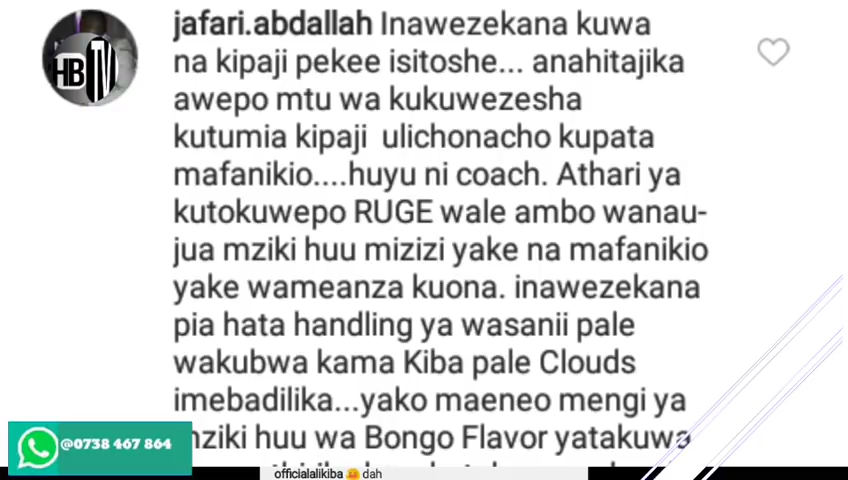 jafari.abdallah Inawezekana kuwa
na kipaji pekee isitoshe... anahitajika
awepo mtu wa kukuwezesha
kutumia kipaji ulichonacho kupata
mafanikio....huyu ni coach. Athari ya
kutokuwepo RUGE wale ambo wanau-
jua mziki huu mizizi yake na mafanikio
yake wameanza kuona. inawezekana
pia hata handling ya wasanii pale
wakubwa kama Kiba pale Clouds
imebadilika...yako maeneo mengi ya
mziki huu wa Bongo Flavor yatakuwa
HB TV
@0738 467 864
officialalikiba 😨 dah